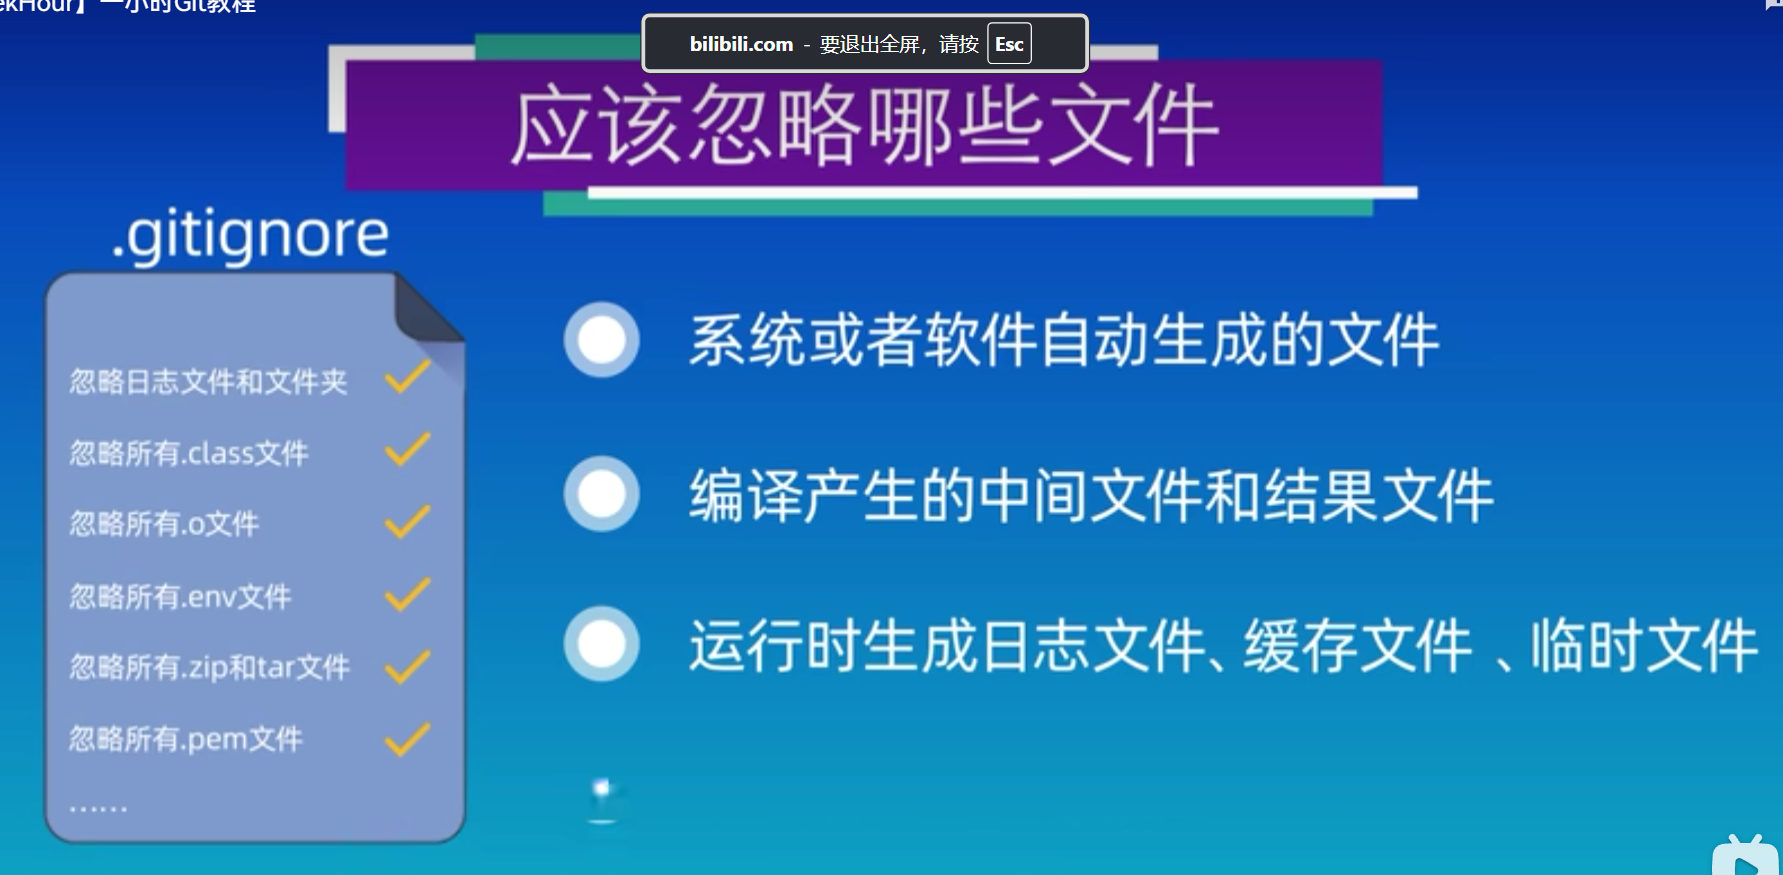 ekHour】一小时Git教程
bilibili.com - 要退出全屏，请按 Esc
应该忽略哪些文件
.gitignore
忽略日志文件和文件夹
忽略所有.class文件
忽略所有.o文件
忽略所有.env文件
忽略所有.zip和tar文件
忽略所有.pem文件
……
系统或者软件自动生成的文件
编译产生的中间文件和结果文件
运行时生成日志文件、缓存文件 、临时文件